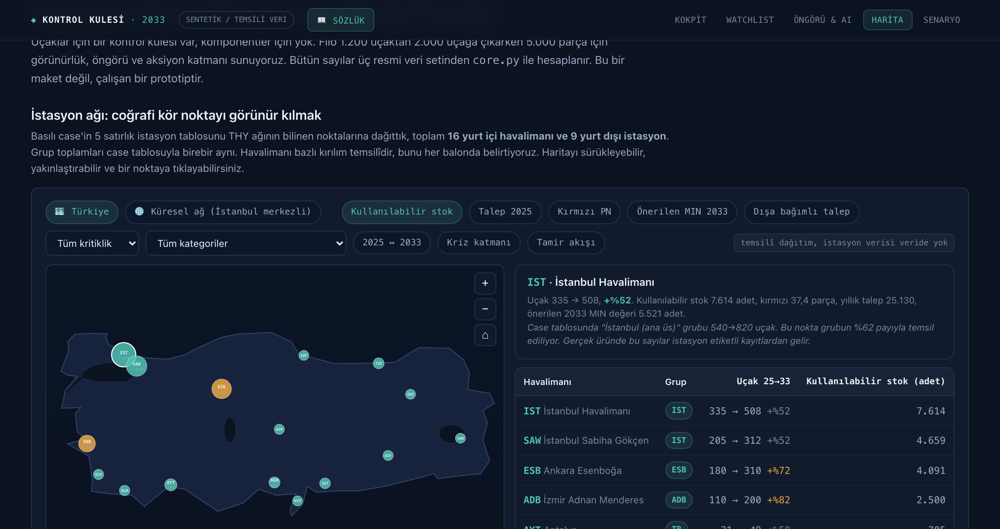 ◆ KONTROL KULESİ · 2033
SENTETİK / TEMSİLİ VERİ
📖 SÖZLÜK
KOKPİT
WATCHLIST
ÖNGÖRÜ & AI
HARİTA
SENARYO
Uçaklar için bir kontrol kulesi var, komponentler için yok. Filo 1.200 uçaktan 2.000 uçağa çıkarken 5.000 parça için
görünürlük, öngörü ve aksiyon katmanı sunuyoruz. Bütün sayılar üç resmi veri setinden core.py ile hesaplanır. Bu bir
maket değil, çalışan bir prototiptir.
İstasyon ağı: coğrafi kör noktayı görünür kılmak
Basılı case'in 5 satırlık istasyon tablosunu THY ağının bilinen noktalarına dağıttık, toplam 16 yurt içi havalimanı ve 9 yurt dışı istasyon.
Grup toplamları case tablosuyla birebir aynı. Havalimanı bazlı kırılım temsilîdir, bunu her balonda belirtiyoruz. Haritayı sürükleyebilir,
yakınlaştırabilir ve bir noktaya tıklayabilirsiniz.
🗺️ Türkiye
🌐 Küresel ağ (İstanbul merkezli)
Kullanılabilir stok
Talep 2025
Kırmızı PN
Önerilen MIN 2033
Dışa bağımlı talep
Tüm kritiklik
Tüm kategoriler
2025 ↔ 2033
Kriz katmanı
Tamir akışı
temsilî dağıtım, istasyon verisi veride yok
+
−
⌂
IST
7.614
SAW
4.659
SZF
TZX
ESB
4.091
ERZ
ASR
VAN
ADB
2.500
DIY
BJV
AYT
705
ADA
GZT
DLM
HTY
IST · İstanbul Havalimanı
Uçak 335 → 508, +%52. Kullanılabilir stok 7.614 adet, kırmızı 37,4 parça, yıllık talep 25.130,
önerilen 2033 MIN değeri 5.521 adet.
Case tablosunda "İstanbul (ana üs)" grubu 540→820 uçak. Bu nokta grubun %62 payıyla temsil
ediliyor. Gerçek üründe bu sayılar istasyon etiketli kayıtlardan gelir.
Havalimanı Grup Uçak 25→33 Kullanılabilir stok (adet)
IST İstanbul Havalimanı IST 335 → 508 +%52 7.614
SAW İstanbul Sabiha Gökçen IST 205 → 312 +%52 4.659
ESB Ankara Esenboğa ESB 180 → 310 +%72 4.091
ADB İzmir Adnan Menderes ADB 110 → 200 +%82 2.500
AYT Antalya TR 31 → 49 +%58 705